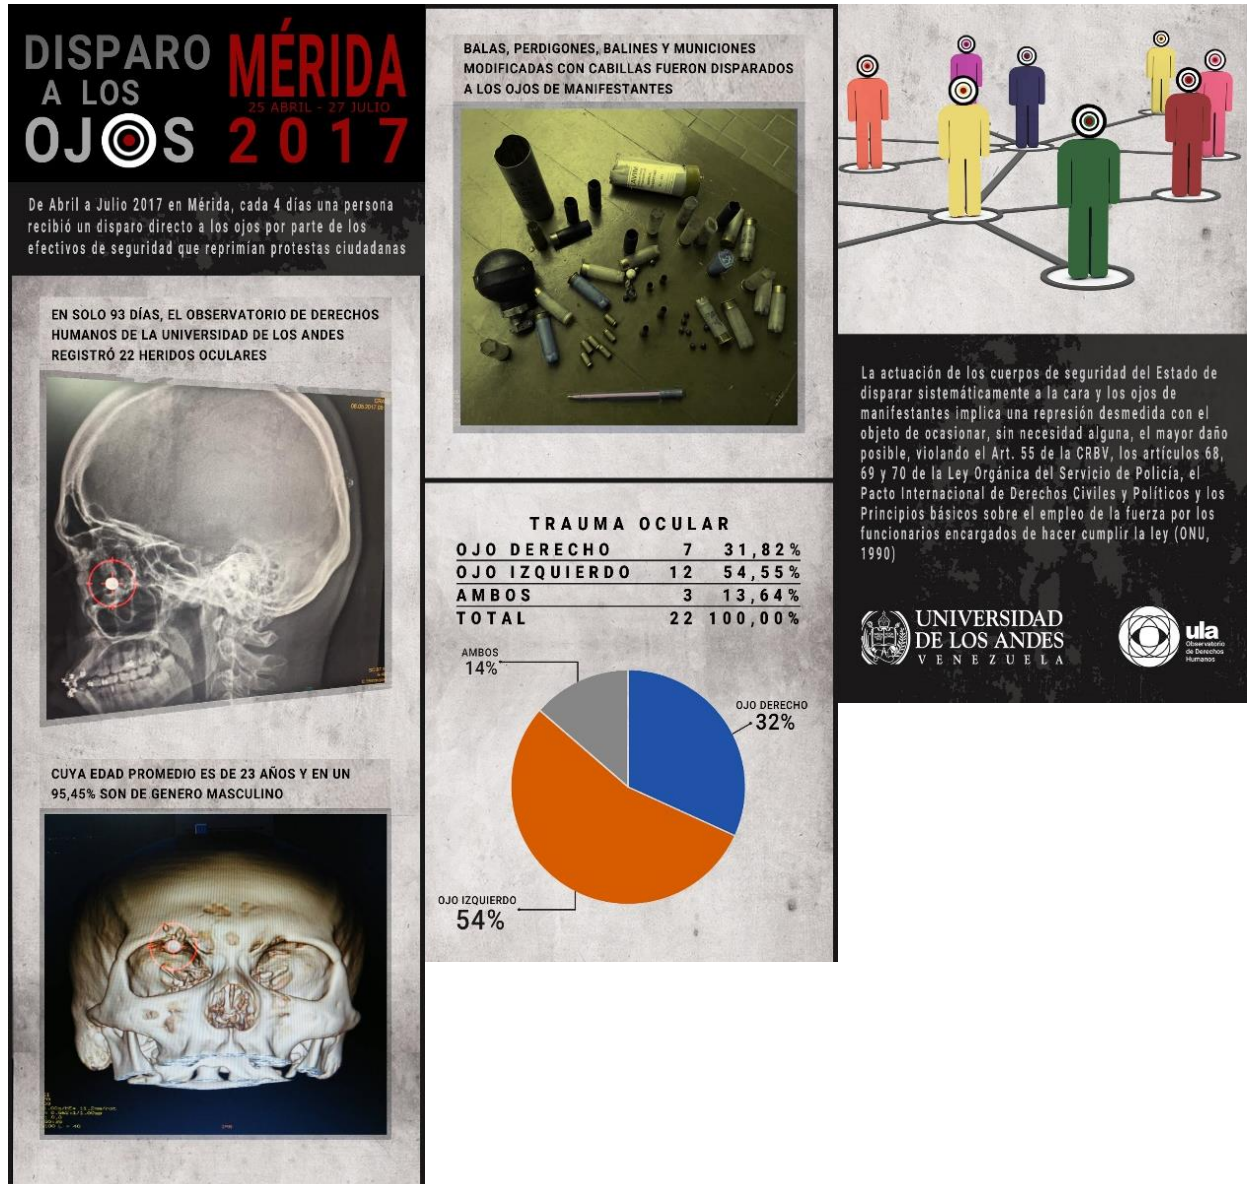 DISPARO
A LOS
OJOS
MÉRIDA
25 ABRIL - 27 JULIO
2017
De Abril a Julio 2017 en Mérida, cada 4 días una persona
recibió un disparo directo a los ojos por parte de los
efectivos de seguridad que reprimían protestas ciudadanas
EN SOLO 93 DÍAS, EL OBSERVATORIO DE DERECHOS
HUMANOS DE LA UNIVERSIDAD DE LOS ANDES
REGISTRÓ 22 HERIDOS OCULARES
CUYA EDAD PROMEDIO ES DE 23 AÑOS Y EN UN
95,45% SON DE GENERO MASCULINO
BALAS, PERDIGONES, BALINES Y MUNICIONES
MODIFICADAS CON CABILLAS FUERON DISPARADOS
A LOS OJOS DE MANIFESTANTES
TRAUMA OCULAR
OJO DERECHO 7 31,82%
OJO IZQUIERDO 12 54,55%
AMBOS 3 13,64%
TOTAL 22 100,00%
AMBOS
14%
OJO DERECHO
32%
OJO IZQUIERDO
54%
La actuación de los cuerpos de seguridad del Estado de
disparar sistemáticamente a la cara y los ojos de
manifestantes implica una represión desmedida con el
objeto de ocasionar, sin necesidad alguna, el mayor daño
posible, violando el Art. 55 de la CRBV, los artículos 68,
69 y 70 de la Ley Orgánica del Servicio de Policía, el
Pacto Internacional de Derechos Civiles y Políticos y los
Principios básicos sobre el empleo de la fuerza por los
funcionarios encargados de hacer cumplir la ley (ONU,
1990)
UNIVERSIDAD
DE LOS ANDES
VENEZUELA
ula
Observatorio
de Derechos
Humanos